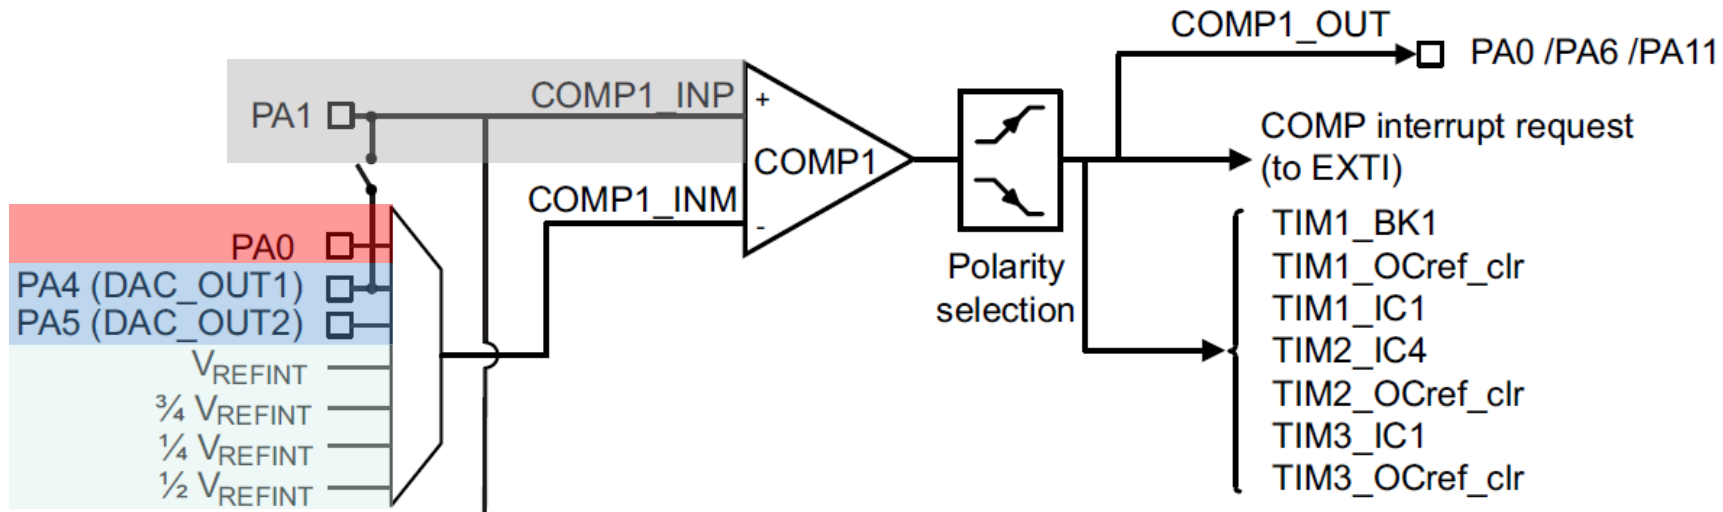 COMP1_OUT
PA0 /PA6 /PA11
PA1
COMP1_INP
+
COMP1
COMP interrupt request
(to EXTI)
COMP1_INM
-
PA0
PA4 (DAC_OUT1)
PA5 (DAC_OUT2)
VREFINT
¾ VREFINT
¼ VREFINT
½ VREFINT
Polarity
selection
TIM1_BK1
TIM1_OCref_clr
TIM1_IC1
TIM2_IC4
TIM2_OCref_clr
TIM3_IC1
TIM3_OCref_clr